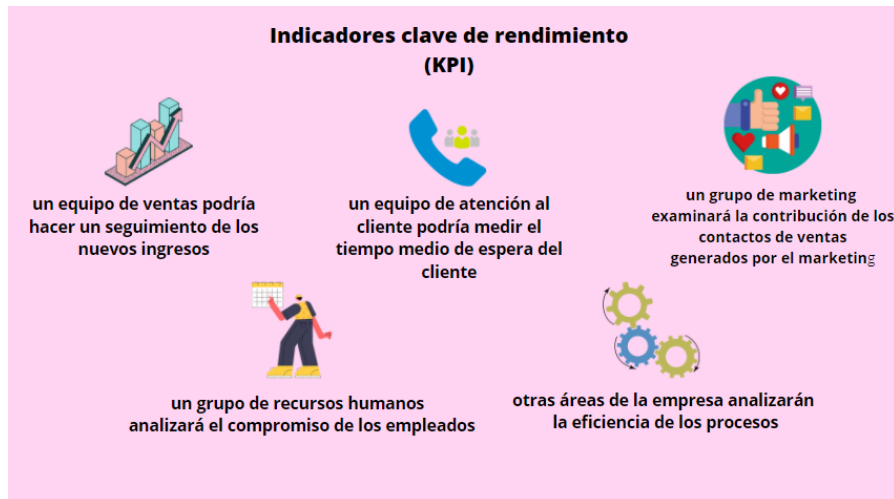 Indicadores clave de rendimiento
(KPI)
un equipo de ventas podría
hacer un seguimiento de los
nuevos ingresos
un equipo de atención al
cliente podría medir el
tiempo medio de espera del
cliente
un grupo de marketing
examinará la contribución de los
contactos de ventas
generados por el marketing
un grupo de recursos humanos
analizará el compromiso de los empleados
otras áreas de la empresa analizarán
la eficiencia de los procesos